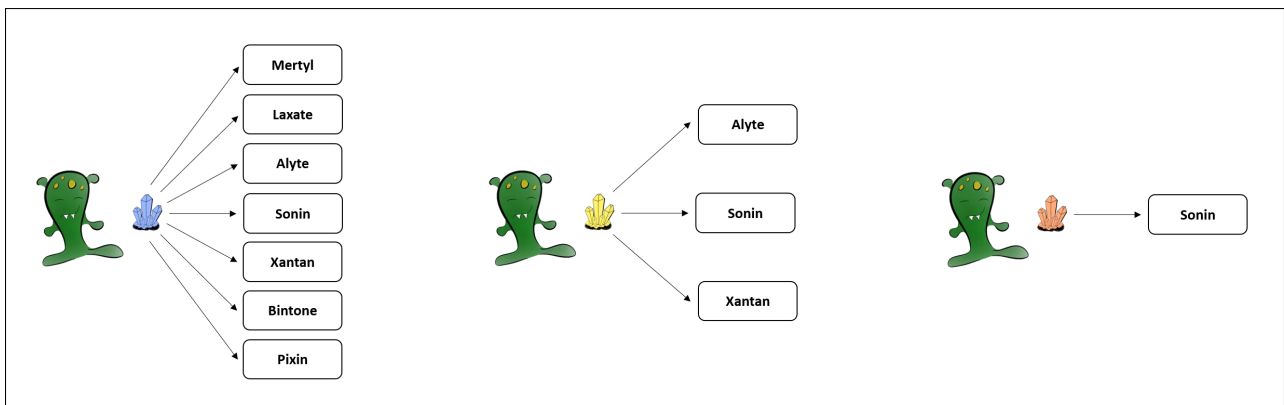 Mertyl
Laxate
Alyte
Sonin
Xantan
Bintone
Pixin
Alyte
Sonin
Xantan
Sonin